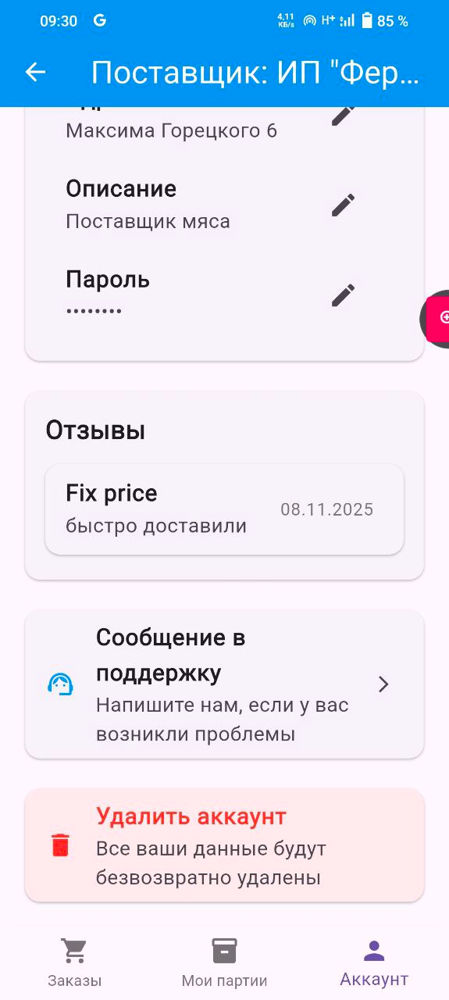 09:30 G 4,11 КБ/s H+ 85 %
Поставщик: ИП "Фер...
Максима Горецкого 6
Описание
Поставщик мяса
Пароль
••••••••
Отзывы
Fix price
быстро доставили
08.11.2025
Сообщение в
поддержку
Напишите нам, если у вас
возникли проблемы
Удалить аккаунт
Все ваши данные будут
безвозвратно удалены
Заказы
Мои партии
Аккаунт